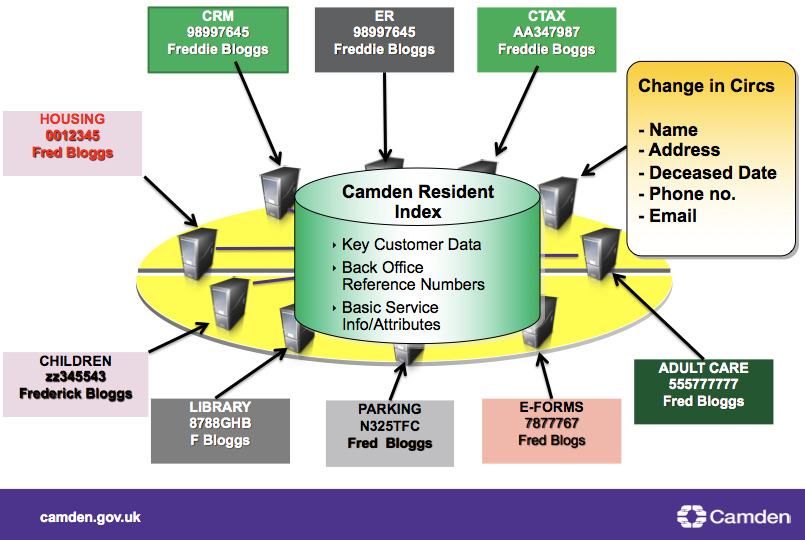 CRM
98997645
Freddie Bloggs
ER
98997645
Freddie Bloggs
CTAX
AA347987
Freddie Boggs
Change in Circs
- Name
- Address
- Deceased Date
- Phone no.
- Email
HOUSING
0012345
Fred Bloggs
Camden Resident
Index
‣ Key Customer Data
‣ Back Office
Reference Numbers
‣ Basic Service
Info/Attributes
CHILDREN
zz345543
Frederick Bloggs
LIBRARY
8788GHB
F Bloggs
PARKING
N325TFC
Fred Bloggs
E-FORMS
7877767
Fred Blogs
ADULT CARE
555777777
Fred Bloggs
camden.gov.uk
Camden